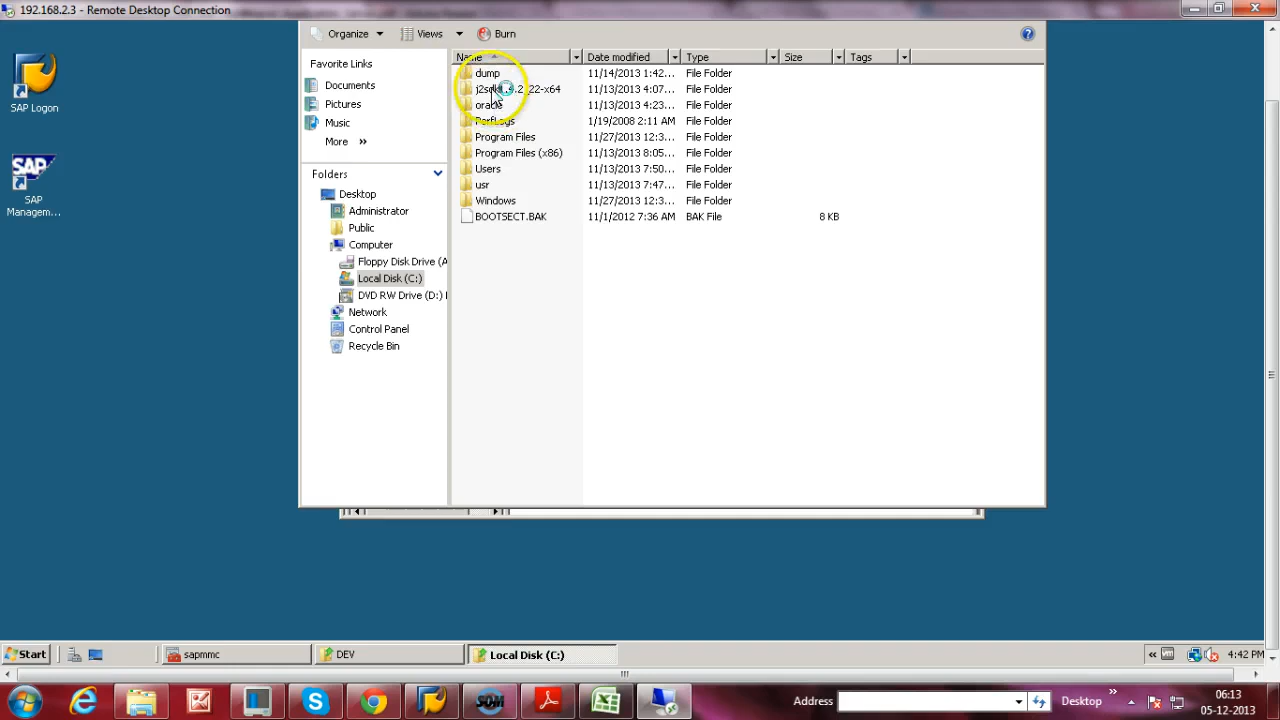 192.168.2.3 - Remote Desktop Connection
Organize Views Burn
SAP Logon
SAP
Managem...
Favorite Links
Documents
Pictures
Music
More »
Folders
Desktop
Administrator
Public
Computer
Floppy Disk Drive (A
Local Disk (C:)
DVD RW Drive (D:)
Network
Control Panel
Recycle Bin
Name Date modified Type Size Tags
dump 11/14/2013 1:42... File Folder
11/13/2013 4:07... File Folder
11/13/2013 4:23... File Folder
PerfLogs 1/19/2008 2:11 AM File Folder
Program Files 11/27/2013 12:3... File Folder
Program Files (x86) 11/13/2013 8:05... File Folder
Users 11/13/2013 7:50... File Folder
usr 11/13/2013 7:47... File Folder
Windows 11/27/2013 12:3... File Folder
BOOTSECT.BAK 11/1/2012 7:36 AM BAK File 8 KB
Start sapmmc DEV Local Disk (C:) « 4:42 PM
Address Desktop » 06:13
05-12-2013